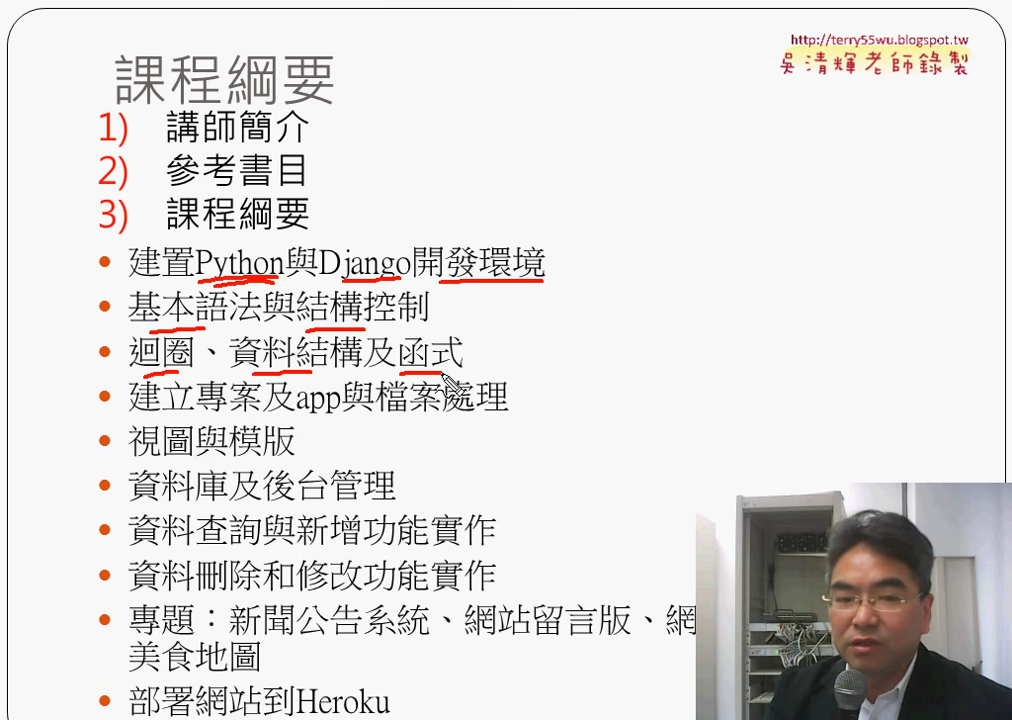 http://terry55wu.blogspot.tw
吳清輝老師錄製
課程綱要
1) 講師簡介
2) 參考書目
3) 課程綱要
• 建置Python與Django開發環境
• 基本語法與結構控制
• 迴圈、資料結構及函式
• 建立專案及app與檔案處理
• 視圖與模版
• 資料庫及後台管理
• 資料查詢與新增功能實作
• 資料刪除和修改功能實作
• 專題：新聞公告系統、網站留言版、網
美食地圖
• 部署網站到Heroku